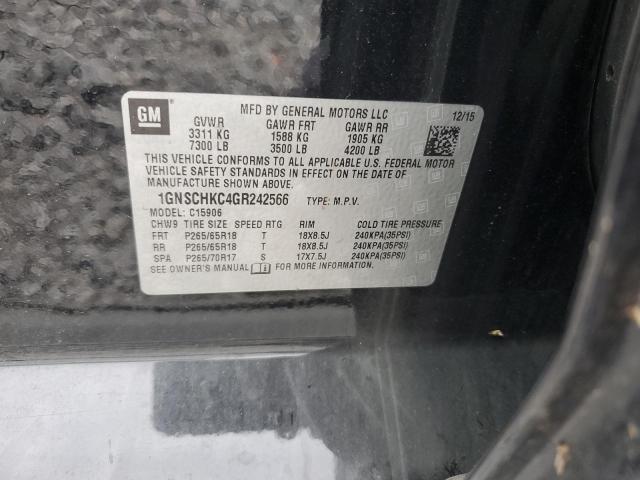 GM
MFD BY GENERAL MOTORS LLC 12/15
GVWR GAWR FRT GAWR RR
3311 KG 1588 KG 1905 KG
7300 LB 3500 LB 4200 LB
THIS VEHICLE CONFORMS TO ALL APPLICABLE U.S. FEDERAL MOTOR
VEHICLE SAFETY STANDARDS IN EFFECT ON THE DATE OF
MANUFACTURE SHOWN ABOVE.
1GNSCHKC4GR242566 TYPE: M.P.V.
MODEL: C15906
CHW9 TIRE SIZE SPEED RTG RIM COLD TIRE PRESSURE
FRT P265/65R18 T 18X8.5J 240KPA(35PSI)
RR P265/65R18 T 18X8.5J 240KPA(35PSI)
SPA P265/70R17 S 17X7.5J 240KPA(35PSI)
SEE OWNER'S MANUAL FOR MORE INFORMATION.